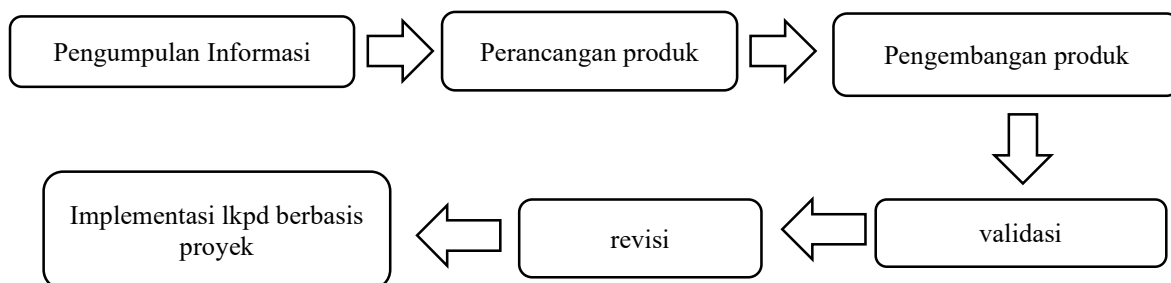 Pengumpulan Informasi
Perancangan produk
Pengembangan produk
validasi
revisi
Implementasi lkpd berbasis
proyek